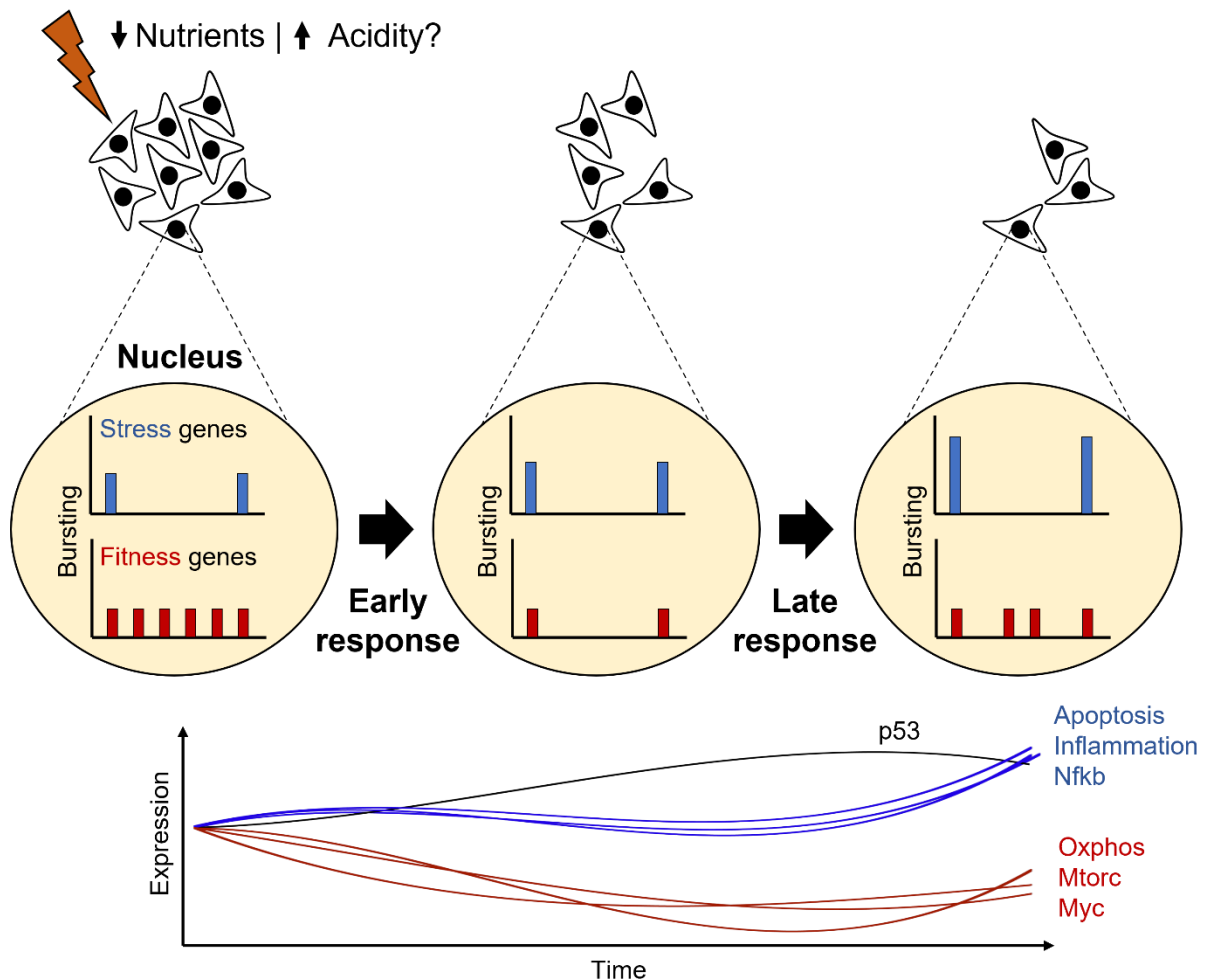 Nutrients | Acidity?
Nucleus
Stress genes
Bursting
Fitness genes
Early
response
Bursting
Late
response
Bursting
p53
Apoptosis
Inflammation
Nfkb
Oxphos
Mtorc
Myc
Expression
Time